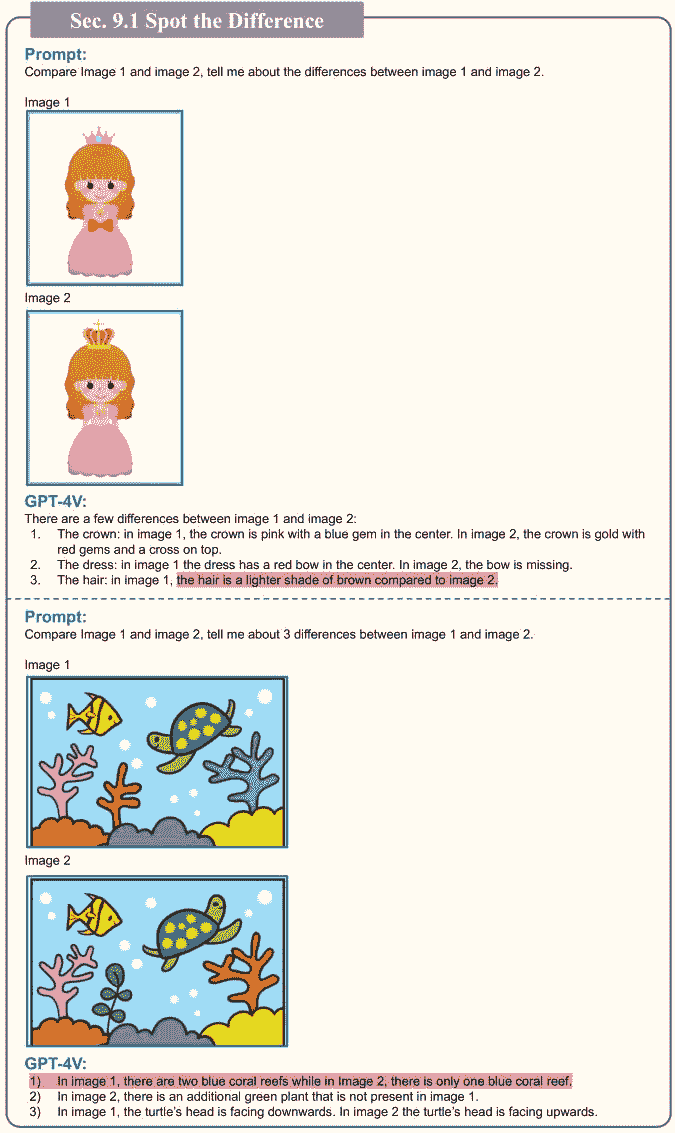 Sec. 9.1 Spot the Difference
Prompt:
Compare Image 1 and image 2, tell me about the differences between image 1 and image 2.
Image 1
Image 2
GPT-4V:
There are a few differences between image 1 and image 2:
1. The crown: in image 1, the crown is pink with a blue gem in the center. In image 2, the crown is gold with
red gems and a cross on top.
2. The dress: in image 1 the dress has a red bow in the center. In image 2, the bow is missing.
3. The hair: in image 1, the hair is a lighter shade of brown compared to image 2.
Prompt:
Compare Image 1 and image 2, tell me about 3 differences between image 1 and image 2.
Image 1
Image 2
GPT-4V:
1) In image 1, there are two blue coral reefs while in Image 2, there is only one blue coral reef.
2) In image 2, there is an additional green plant that is not present in image 1.
3) In image 1, the turtle's head is facing downwards. In image 2 the turtle's head is facing upwards.